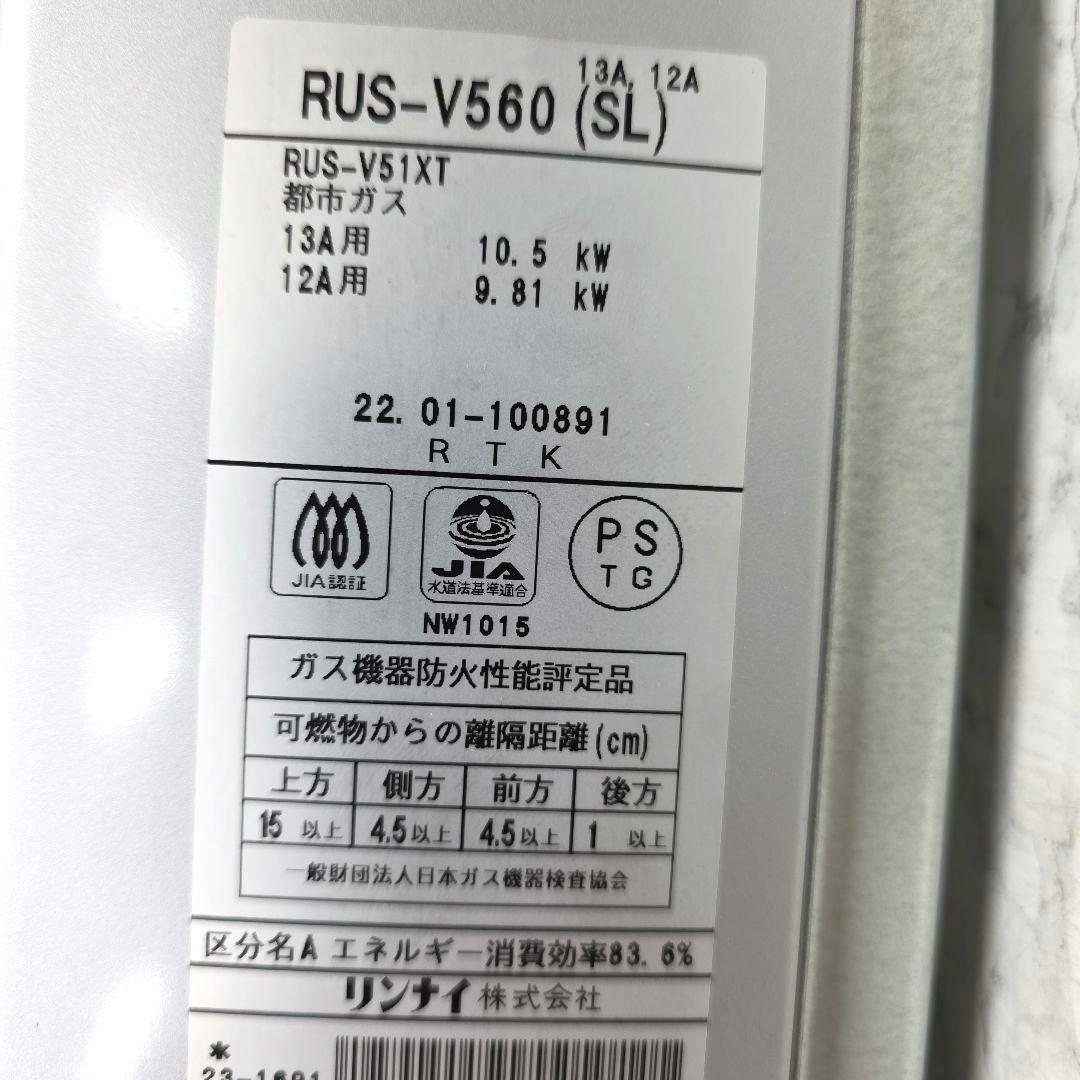 13A, 12A
RUS-V560 (SL)
RUS-V51XT
都市ガス
13A用 10.5 kW
12A用 9.81 kW
22.01-100891
R T K
JIA認証
JIA
水道法基準適合
PS
TG
NW1015
ガス機器防火性能評定品
可燃物からの離隔距離(cm)
上方 側方 前方 後方
15 以上 4.5以上 4.5以上 1 以上
一般財団法人日本ガス機器検査協会
区分名A エネルギー消費効率83.6%
リンナイ株式会社
*
23-1691